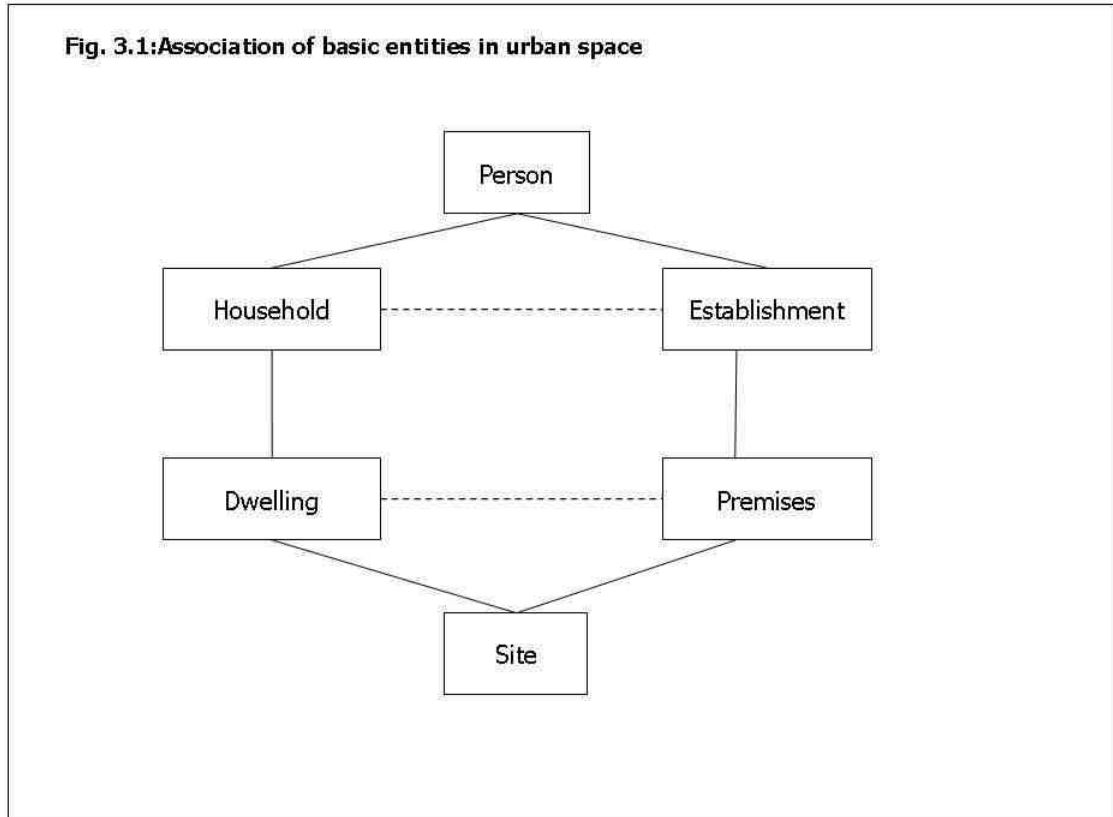 Fig. 3.1:Association of basic entities in urban space
Person
Household
Establishment
Dwelling
Premises
Site